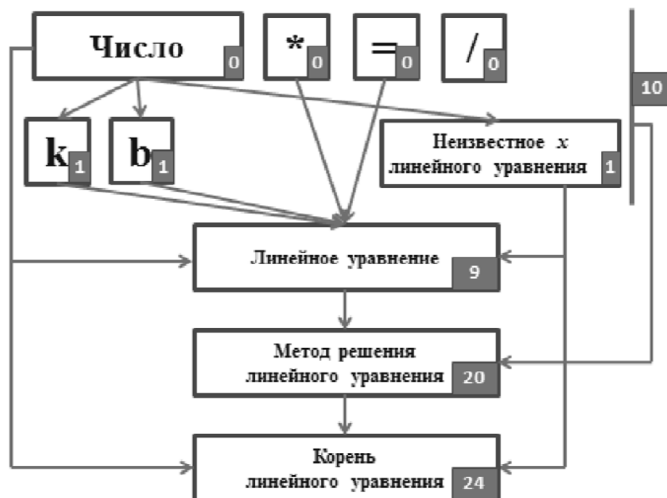 Число 0
* 0
= 0
/ 0
10
k 1
b 1
Неизвестное x
линейного уравнения 1
Линейное уравнение 9
Метод решения
линейного уравнения 20
Корень
линейного уравнения 24